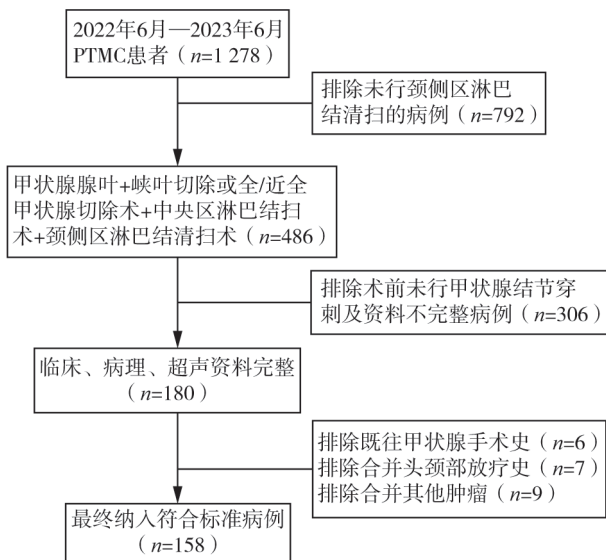 2022年6月—2023年6月
PTMC患者（n=1 278）
排除未行颈侧区淋巴
结清扫的病例（n=792）
甲状腺腺叶+峡叶切除或全/近全
甲状腺切除术+中央区淋巴结扫
术+颈侧区淋巴结清扫术（n=486）
排除术前未行甲状腺结节穿
刺及资料不完整病例（n=306）
临床、病理、超声资料完整
（n=180）
排除既往甲状腺手术史（n=6）
排除合并头颈部放疗史（n=7）
排除合并其他肿瘤（n=9）
最终纳入符合标准病例
（n=158）